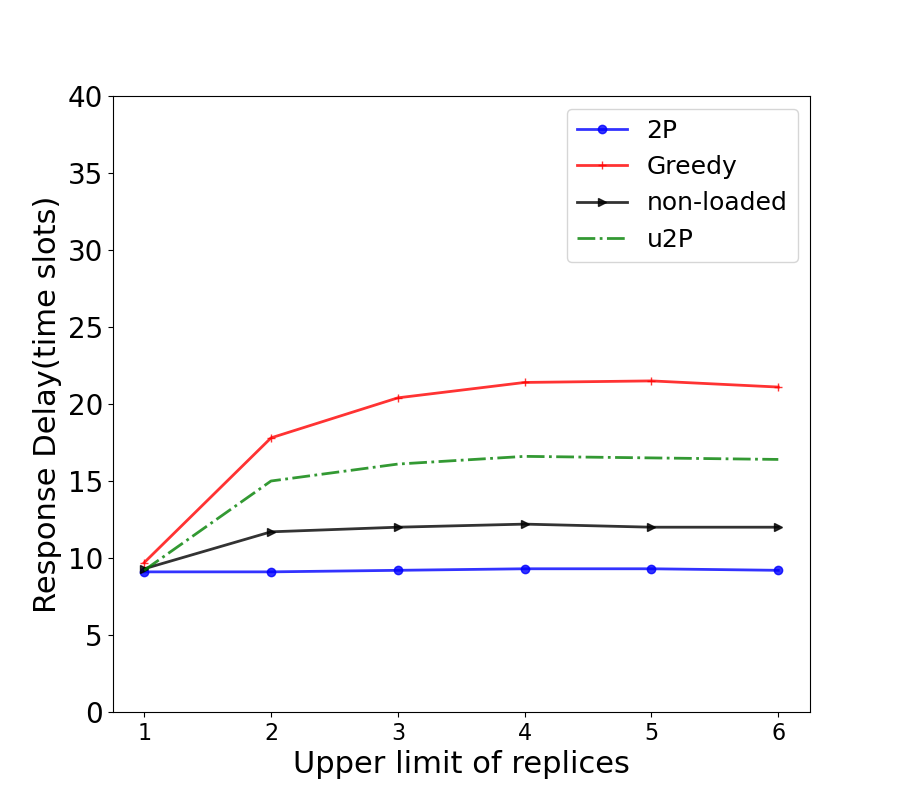 40
35
30
25
20
15
10
5
0
Response Delay(time slots)
2P
Greedy
non-loaded
u2P
1 2 3 4 5 6
Upper limit of replices